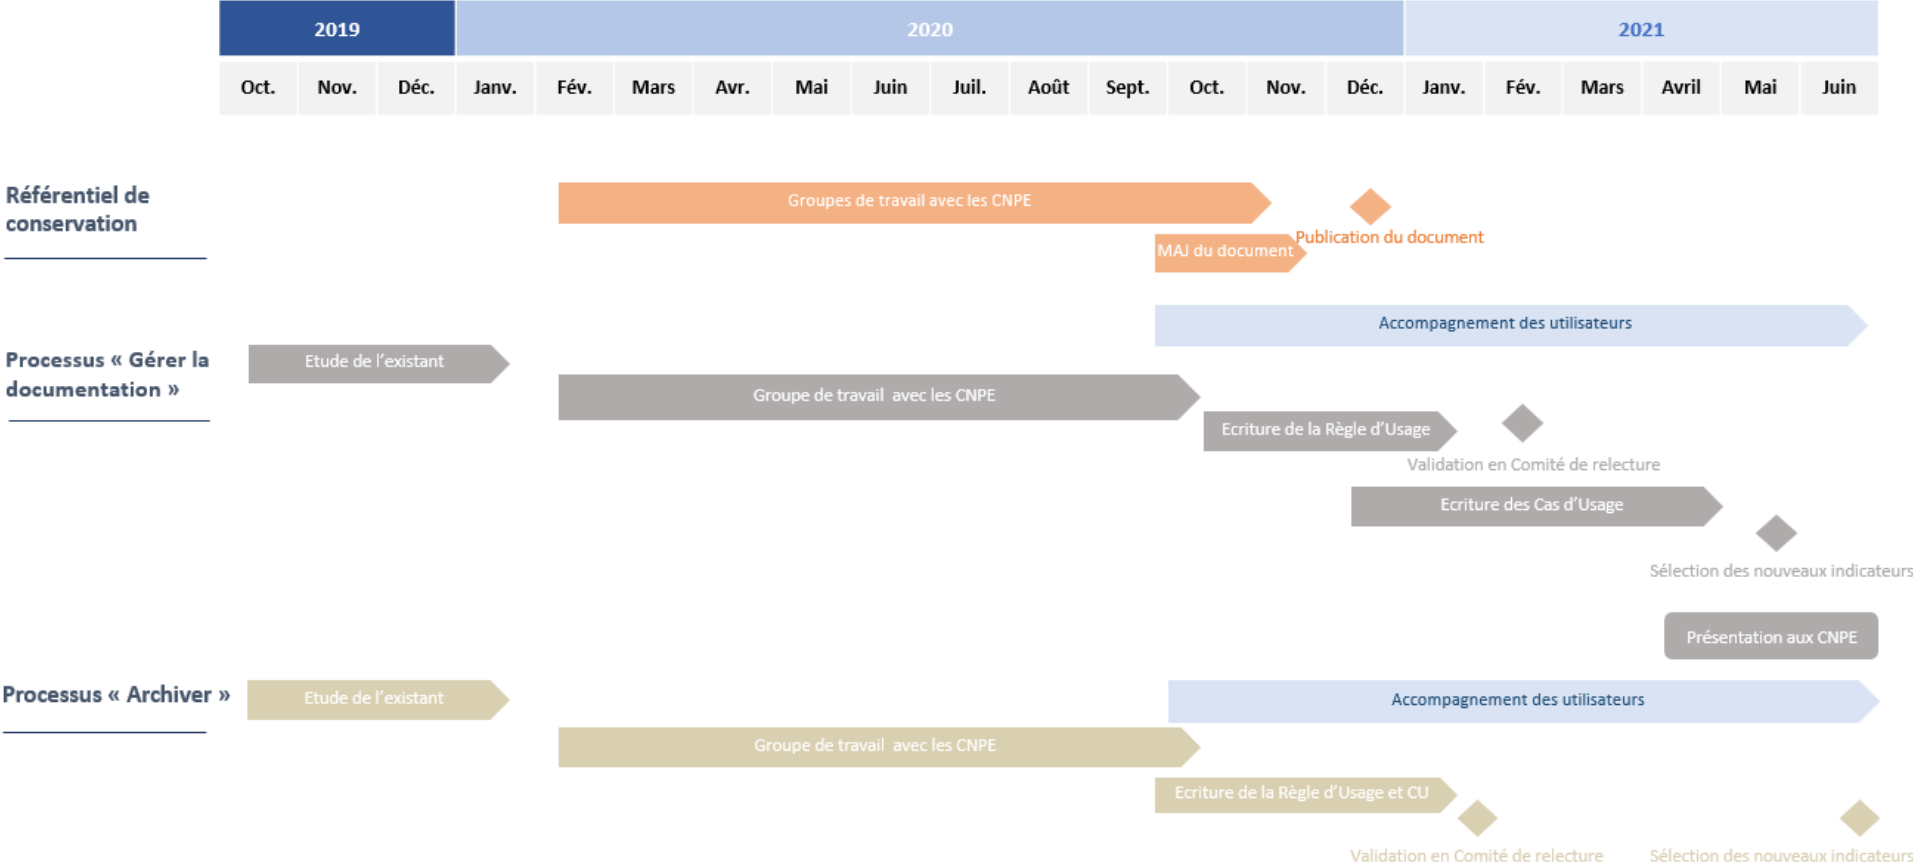 2019
2020
2021
Oct. Nov. Déc. Janv. Fév. Mars Avr. Mai Juin Juil. Août Sept. Oct. Nov. Déc. Janv. Fév. Mars Avril Mai Juin
Référentiel de
conservation
Groupes de travail avec les CNPE
Publication du document
MAJ du document
Accompagnement des utilisateurs
Processus « Gérer la
documentation »
Etude de l’existant
Groupe de travail avec les CNPE
Ecriture de la Règle d’Usage
Validation en Comité de relecture
Ecriture des Cas d’Usage
Sélection des nouveaux indicateurs
Présentation aux CNPE
Processus « Archiver »
Etude de l’existant
Accompagnement des utilisateurs
Groupe de travail avec les CNPE
Ecriture de la Règle d’Usage et CU
Validation en Comité de relecture
Sélection des nouveaux indicateurs